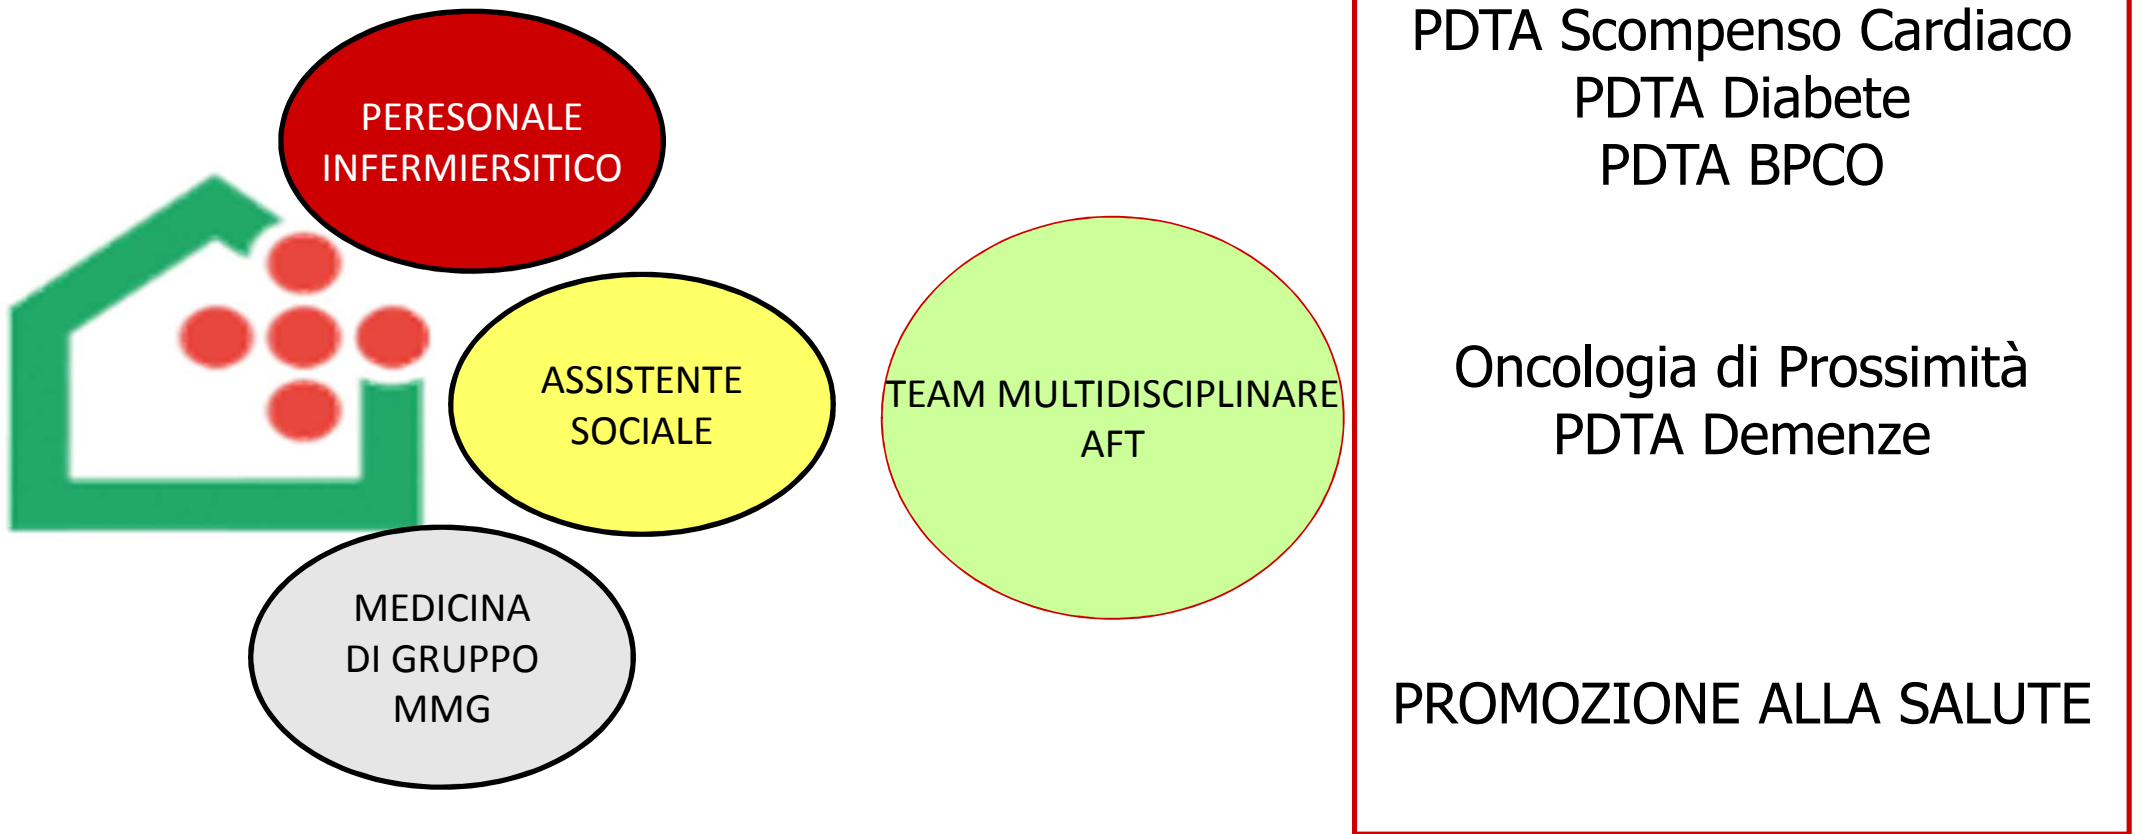 PERESONALE
INFERMIERSITICO
ASSISTENTE
SOCIALE
MEDICINA
DI GRUPPO
MMG
TEAM MULTIDISCIPLINARE
AFT
PDTA Scompenso Cardiaco
PDTA Diabete
PDTA BPCO
Oncologia di Prossimità
PDTA Demenze
PROMOZIONE ALLA SALUTE